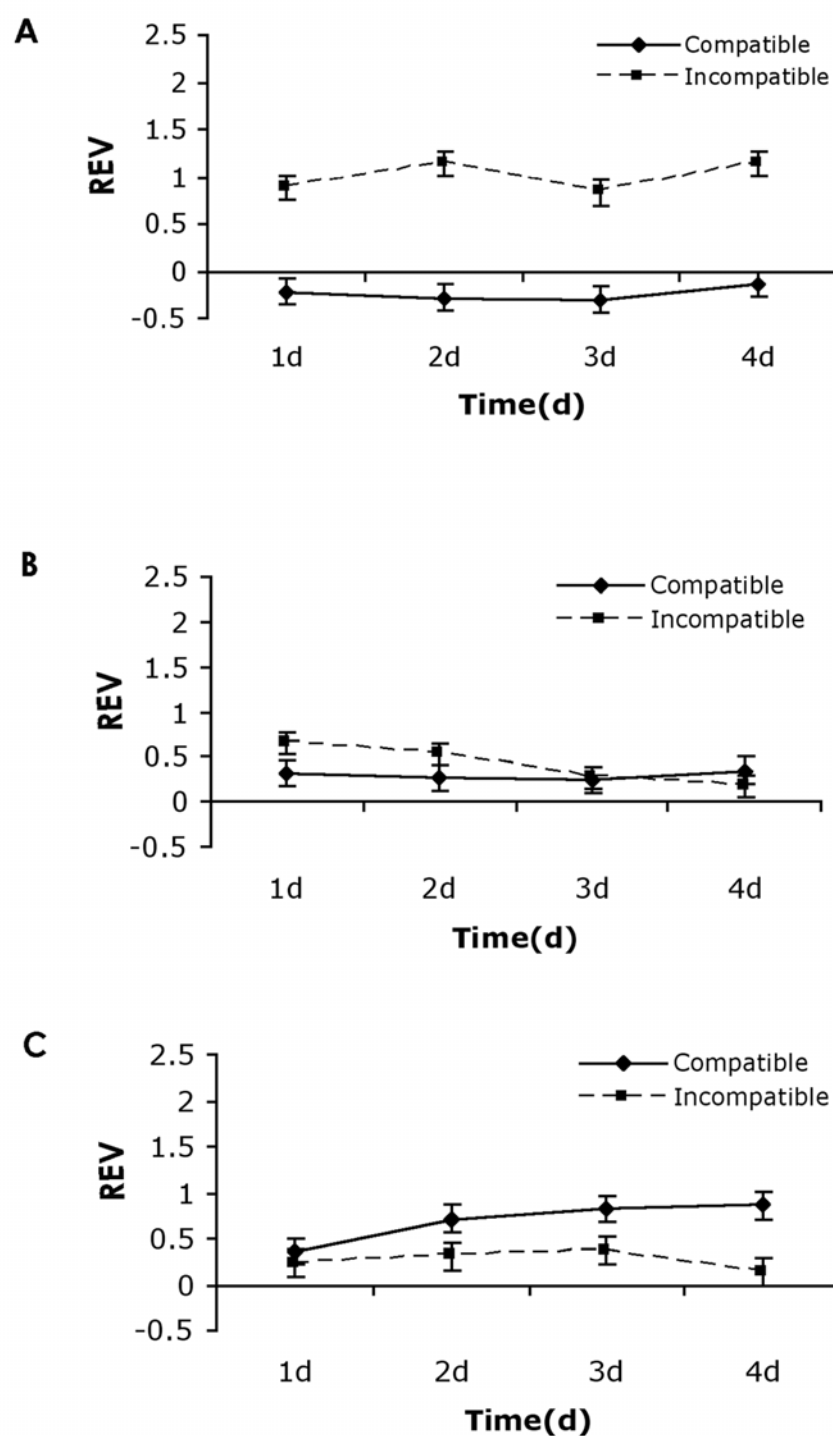 A
2.5
2
1.5
1
0.5
0
-0.5
REV
Compatible
Incompatible
1d 2d 3d 4d
Time(d)
B
2.5
2
1.5
1
0.5
0
-0.5
REV
Compatible
Incompatible
1d 2d 3d 4d
Time(d)
C
2.5
2
1.5
1
0.5
0
-0.5
REV
Compatible
Incompatible
1d 2d 3d 4d
Time(d)